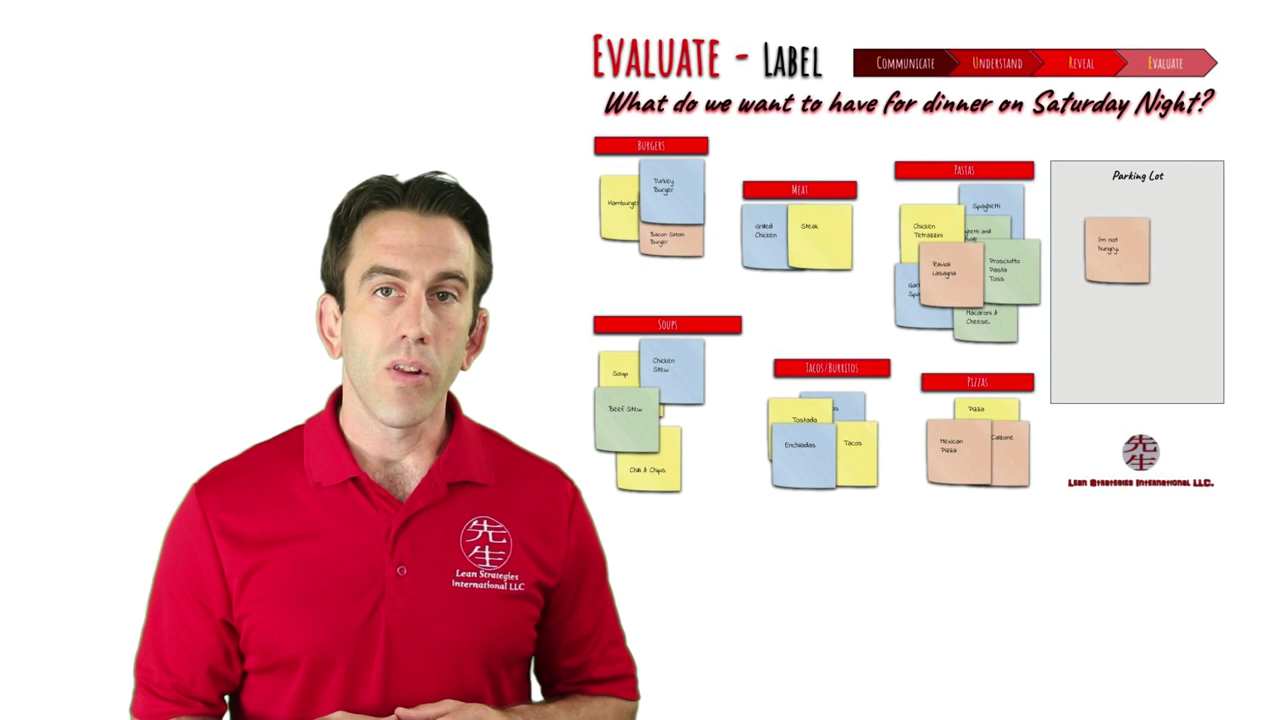 EVALUATE - LABEL
COMMUNICATE
UNDERSTAND
REVEAL
EVALUATE
What do we want to have for dinner on Saturday Night?
BURGERS
Hamburger
Turkey
Burger
Bacon Sirloin
Burger
MEAT
Grilled
Chicken
Steak
PASTAS
Spaghetti
Chicken
Tetrazzini
Ravioli
Lasagna
Prosciutto
Pasta
Toss
Macaroni &
Cheese
Parking Lot
I'm not
hungry
SOUPS
Soup
Chicken
Stew
Beef Stew
Chili & Chips
TACOS/BURRITOS
Tostada
Enchiladas
Tacos
PIZZAS
Pizza
Mexican
Pizza
Calzone
先
生
LEAN STRATEGIES INTERNATIONAL LLC.
先
生
Lean Strategies
International LLC